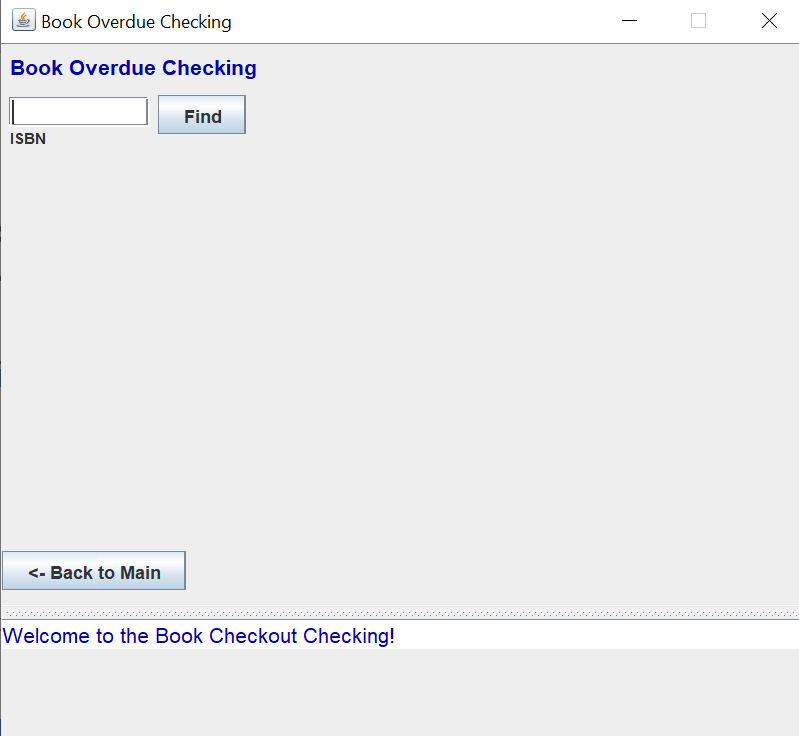 Book Overdue Checking
Book Overdue Checking
Find
ISBN
<- Back to Main
Welcome to the Book Checkout Checking!